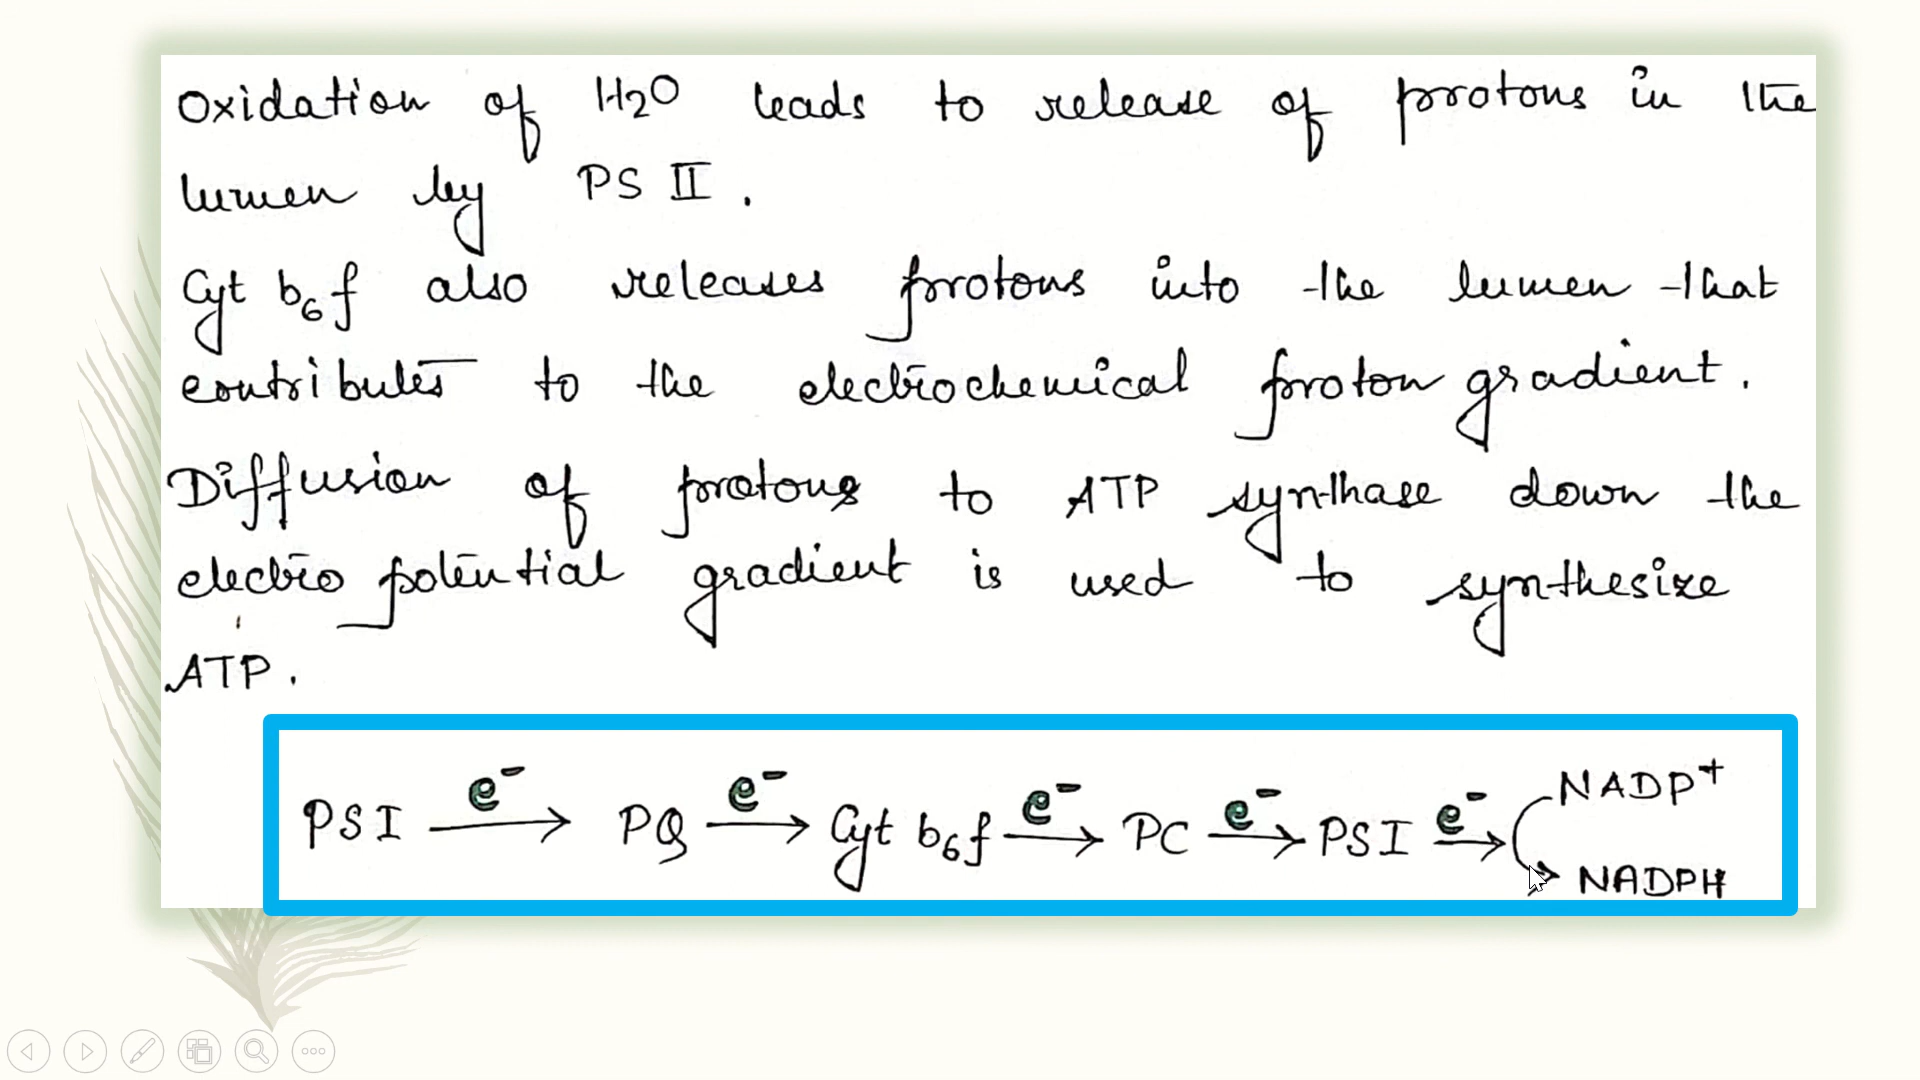 Oxidation of H2O leads to release of protons in the
lumen by PS II.
Cyt b6f also releases protons into the lumen that
contributes to the electrochemical proton gradient.
Diffusion of protons to ATP synthase down the
electro potential gradient is used to synthesize
ATP.
PSI e⁻→ PQ e⁻→ Cyt b6f e⁻→ PC e⁻→ PSI e⁻→ NADP+
NADPH